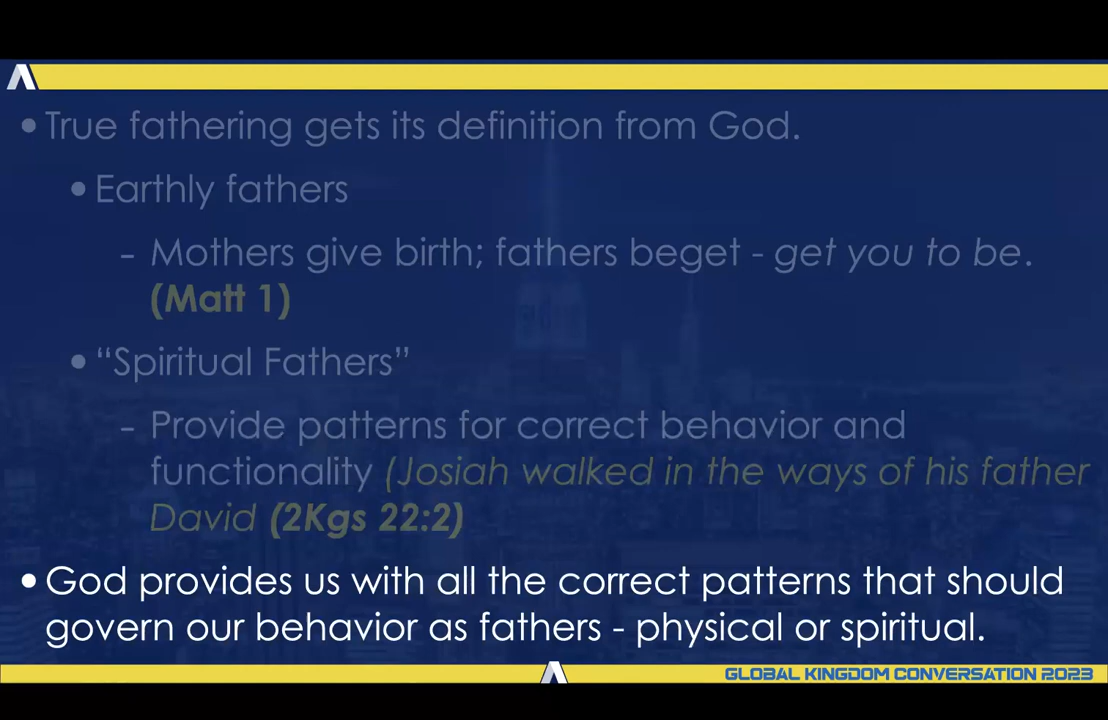 • True fathering gets its definition from God.
• Earthly fathers
- Mothers give birth; fathers beget - get you to be.
(Matt 1)
• “Spiritual Fathers”
- Provide patterns for correct behavior and
functionality (Josiah walked in the ways of his father
David (2Kgs 22:2)
• God provides us with all the correct patterns that should
govern our behavior as fathers - physical or spiritual.
GLOBAL KINGDOM CONVERSATION 2023